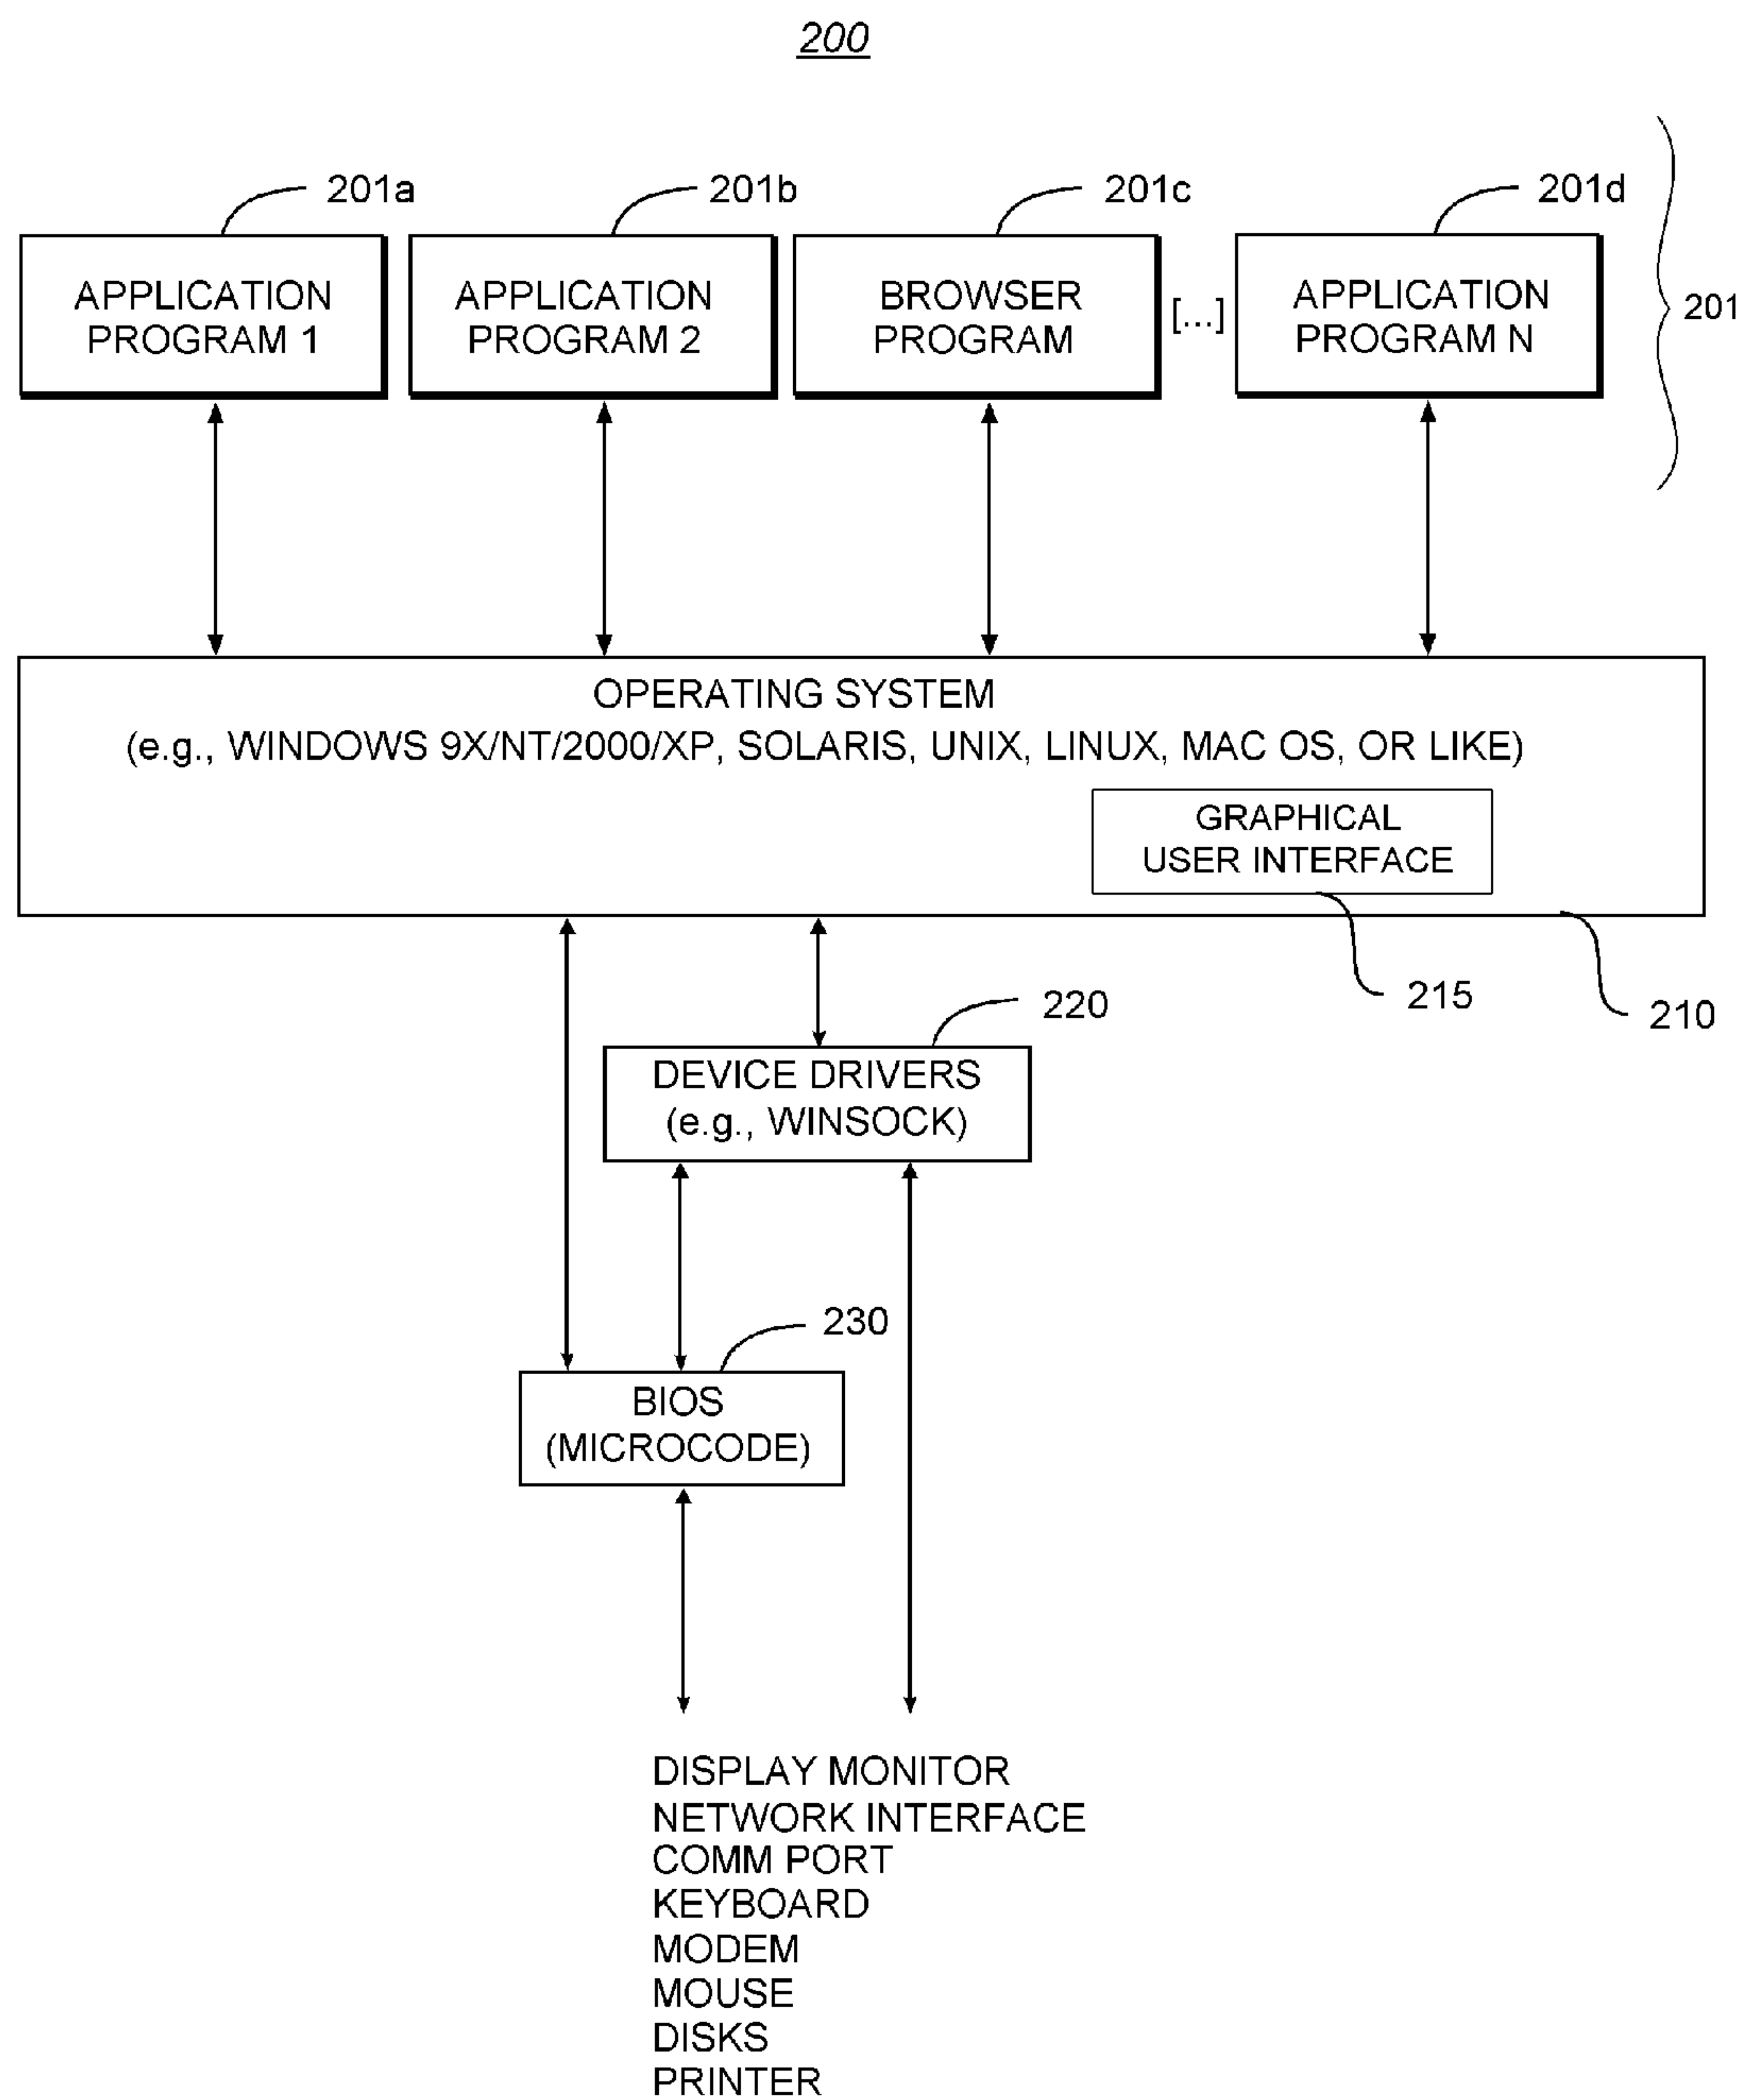 200
201a
201b
201c
201d
APPLICATION
PROGRAM 1
APPLICATION
PROGRAM 2
BROWSER
PROGRAM
[...]
APPLICATION
PROGRAM N
201
OPERATING SYSTEM
(e.g., WINDOWS 9X/NT/2000/XP, SOLARIS, UNIX, LINUX, MAC OS, OR LIKE)
GRAPHICAL
USER INTERFACE
215
210
220
DEVICE DRIVERS
(e.g., WINSOCK)
230
BIOS
(MICROCODE)
DISPLAY MONITOR
NETWORK INTERFACE
COMM PORT
KEYBOARD
MODEM
MOUSE
DISKS
PRINTER